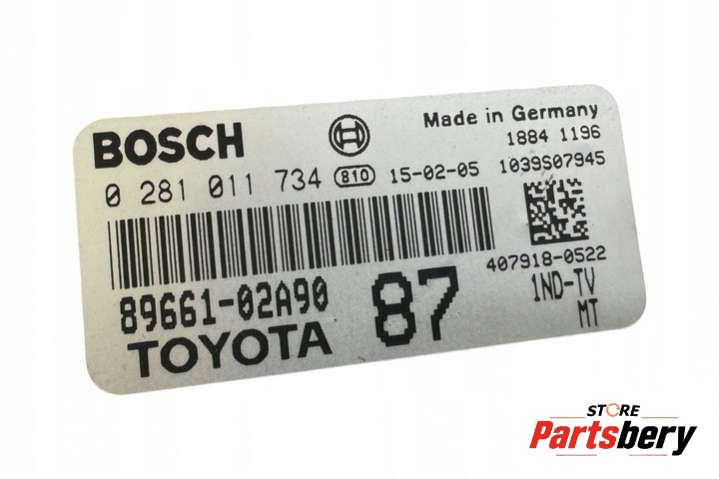 BOSCH
Made in Germany
1884 1196
0 281 011 734 810 15-02-05 1039S07945
407918-0522
89661-02A90 87 1ND-TV
TOYOTA MT
STORE
Partsbery